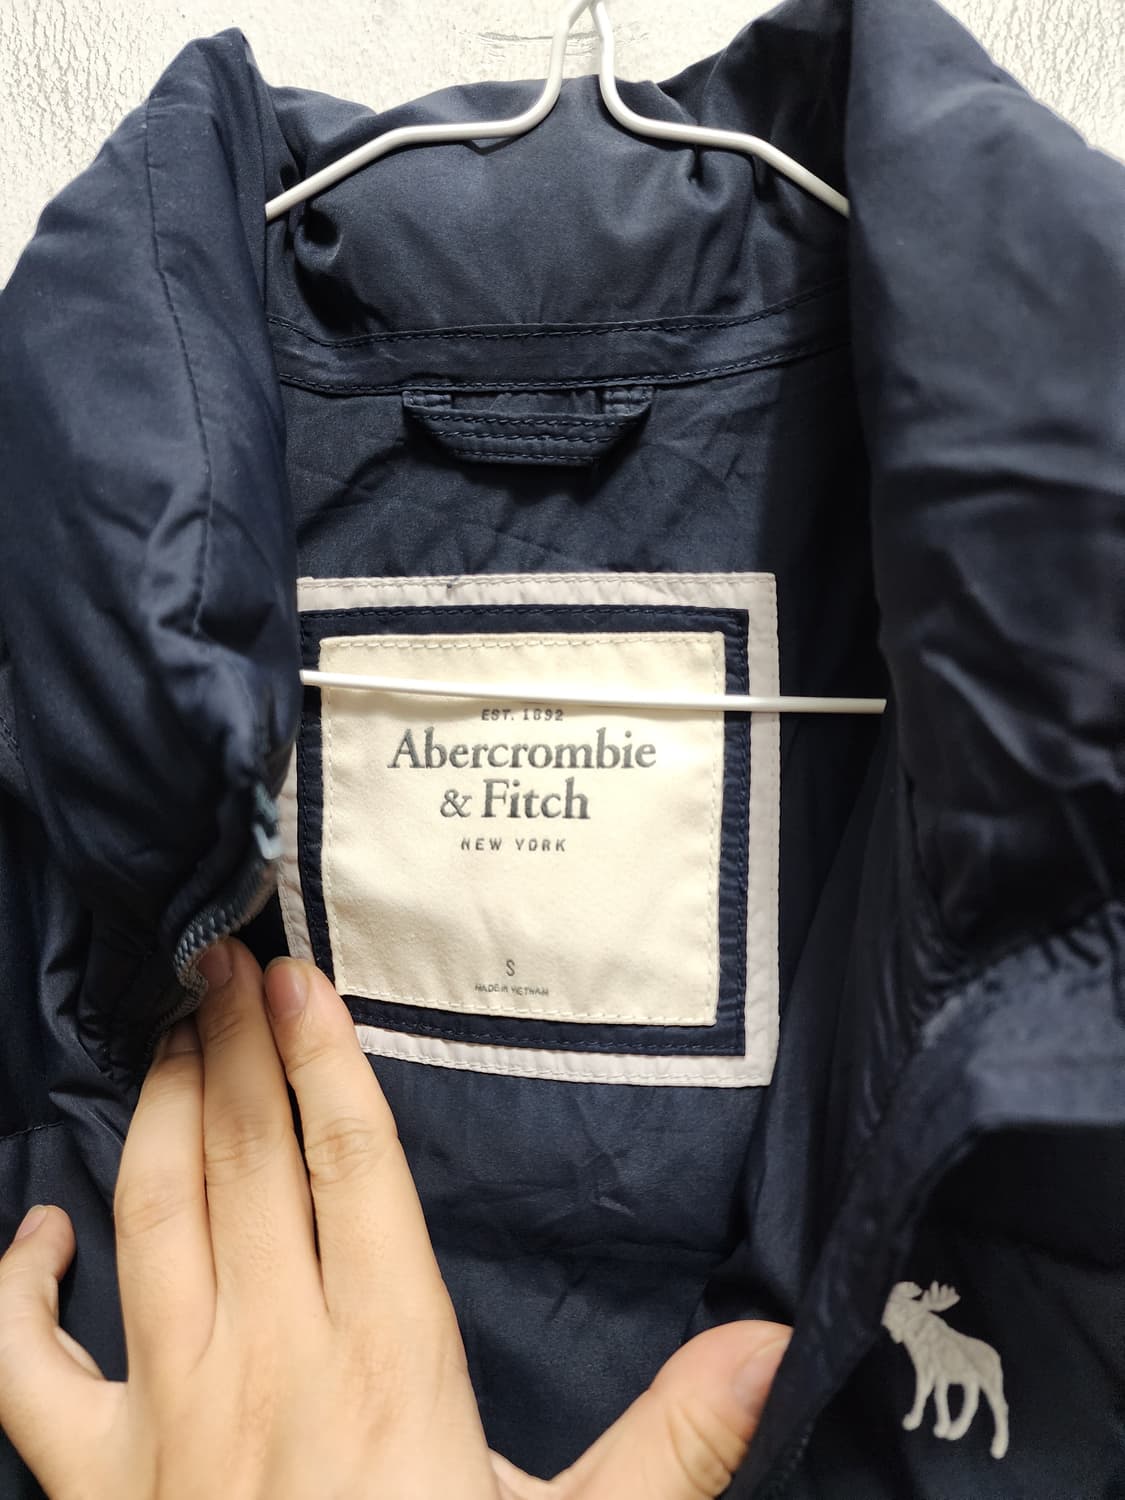 EST. 1892
Abercrombie
& Fitch
NEW YORK
S
MADE IN VIETNAM